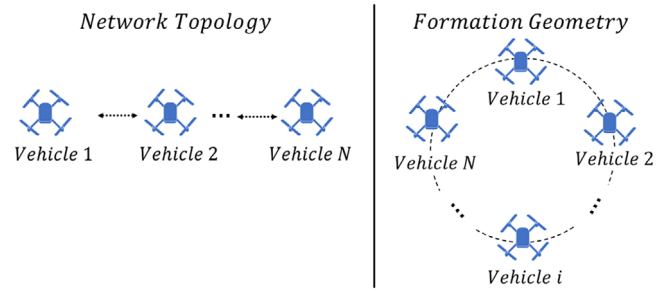 Network Topology
Vehicle 1
Vehicle 2
Vehicle N
Formation Geometry
Vehicle 1
Vehicle N
Vehicle 2
Vehicle i